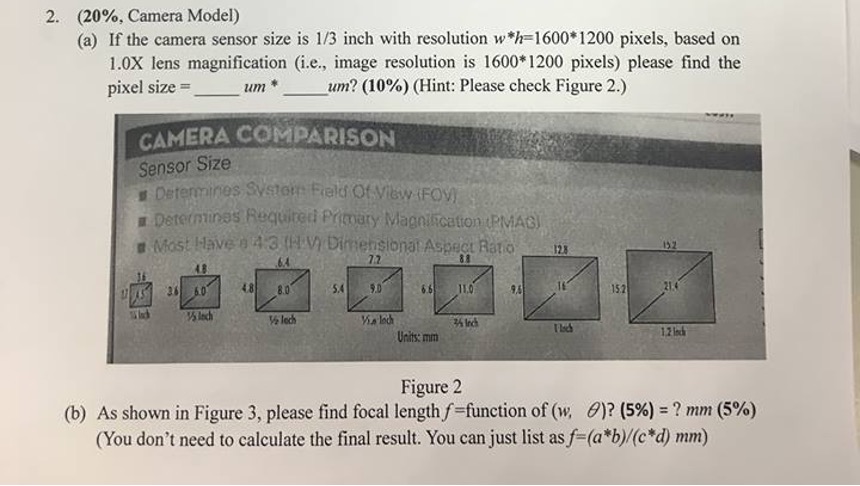 2. (20%, Camera Model)
(a) If the camera sensor size is 1/3 inch with resolution w*h=1600*1200 pixels, based on
1.0X lens magnification (i.e., image resolution is 1600*1200 pixels) please find the
pixel size = _____ um * _____um? (10%) (Hint: Please check Figure 2.)
CAMERA COMPARISON
Sensor Size
■ Determines System Field Of View (FOV)
■ Determines Required Primary Magnification (PMAG)
■ Most Have a 4:3 (H:V) Dimensional Aspect Ratio
3.6 4.8 6.4 7.2 8.8 12.8 15.2
4.5 3.6 6.0 4.8 8.0 5.4 9.0 6.6 11.0 9.6 16 15.2 21.4
¼ Inch ⅓ Inch ½ Inch 2/3 Inch 1 Inch 1.2 Inch
Units: mm
Figure 2
(b) As shown in Figure 3, please find focal length f=function of (w, θ)? (5%) = ? mm (5%)
(You don't need to calculate the final result. You can just list as f=(a*b)/(c*d) mm)